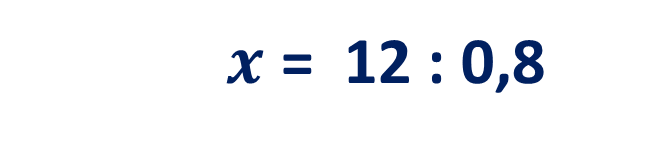 x = 12 : 0,8